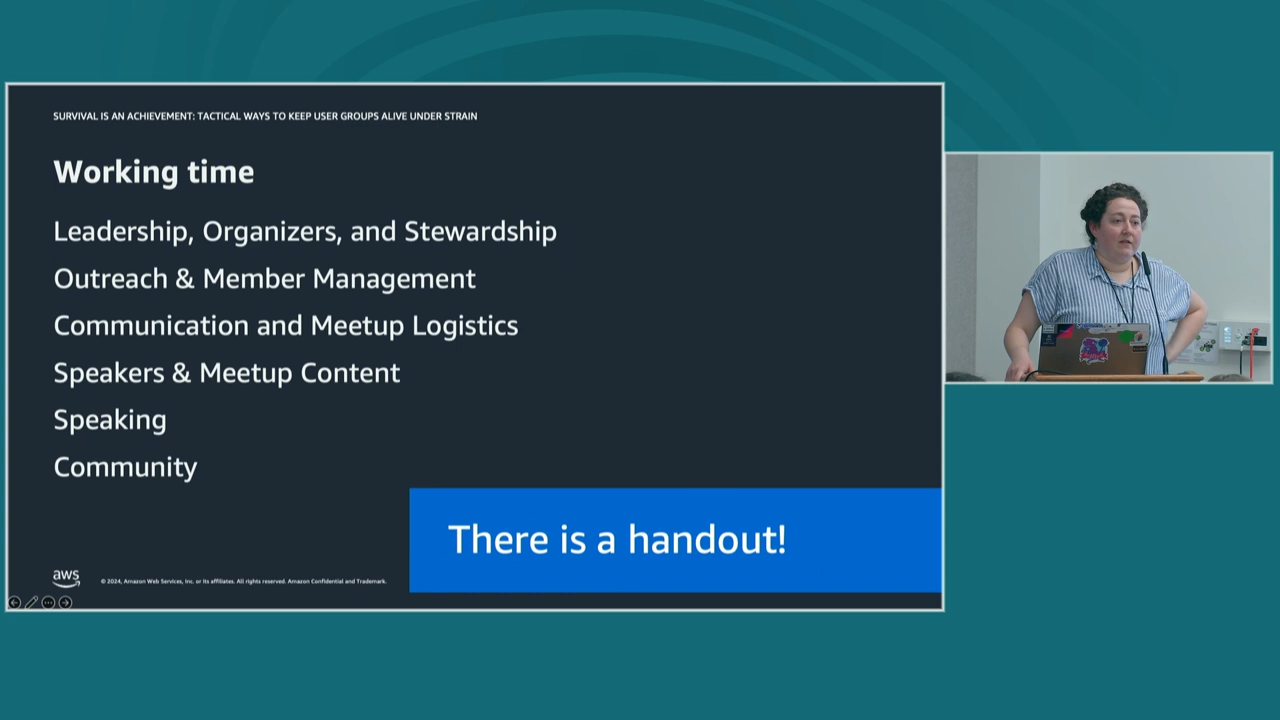 SURVIVAL IS AN ACHIEVEMENT: TACTICAL WAYS TO KEEP USER GROUPS ALIVE UNDER STRAIN
Working time
Leadership, Organizers, and Stewardship
Outreach & Member Management
Communication and Meetup Logistics
Speakers & Meetup Content
Speaking
Community
There is a handout!
aws
© 2024, Amazon Web Services, Inc. or its affiliates. All rights reserved. Amazon Confidential and Trademark.